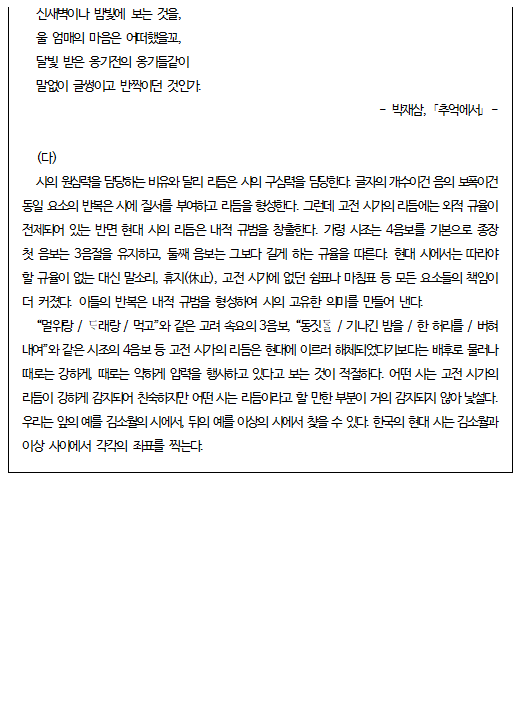 신새벽이나 밤빛에 보는 것을,
울 엄매의 마음은 어떠했을꼬,
달빛 받은 옹기전의 옹기들같이
말없이 글썽이고 반짝이던 것인가.
- 박재삼, 「추억에서」 -
(다)
시의 원심력을 담당하는 비유와 달리 리듬은 시의 구심력을 담당한다. 글자의 개수이건 음의 보폭이건
동일 요소의 반복은 시에 질서를 부여하고 리듬을 형성한다. 그런데 고전 시가의 리듬에는 외적 규율이
전제되어 있는 반면 현대 시의 리듬은 내적 규범을 창출한다. 가령 시조는 4음보를 기본으로 종장
첫 음보는 3음절을 유지하고, 둘째 음보는 그보다 길게 하는 규율을 따른다. 현대 시에서는 따라야
할 규율이 없는 대신 말소리, 휴지(休止), 고전 시가에 없던 쉼표나 마침표 등 모든 요소들의 책임이
더 커졌다. 이들의 반복은 내적 규범을 형성하여 시의 고유한 의미를 만들어 낸다.
“멀위랑 / 래랑 / 먹고”와 같은 고려 속요의 3음보, “동짓 / 기나긴 밤을 / 한 허리를 / 버혀
내여”와 같은 시조의 4음보 등 고전 시가의 리듬은 현대에 이르러 해체되었다기보다는 배후로 물러나
때로는 강하게, 때로는 약하게 압력을 행사하고 있다고 보는 것이 적절하다. 어떤 시는 고전 시가의
리듬이 강하게 감지되어 친숙하지만 어떤 시는 리듬이라고 할 만한 부분이 거의 감지되지 않아 낯설다.
우리는 앞의 예를 김소월의 시에서, 뒤의 예를 이상의 시에서 찾을 수 있다. 한국의 현대 시는 김소월과
이상 사이에서 각각의 좌표를 찍는다.